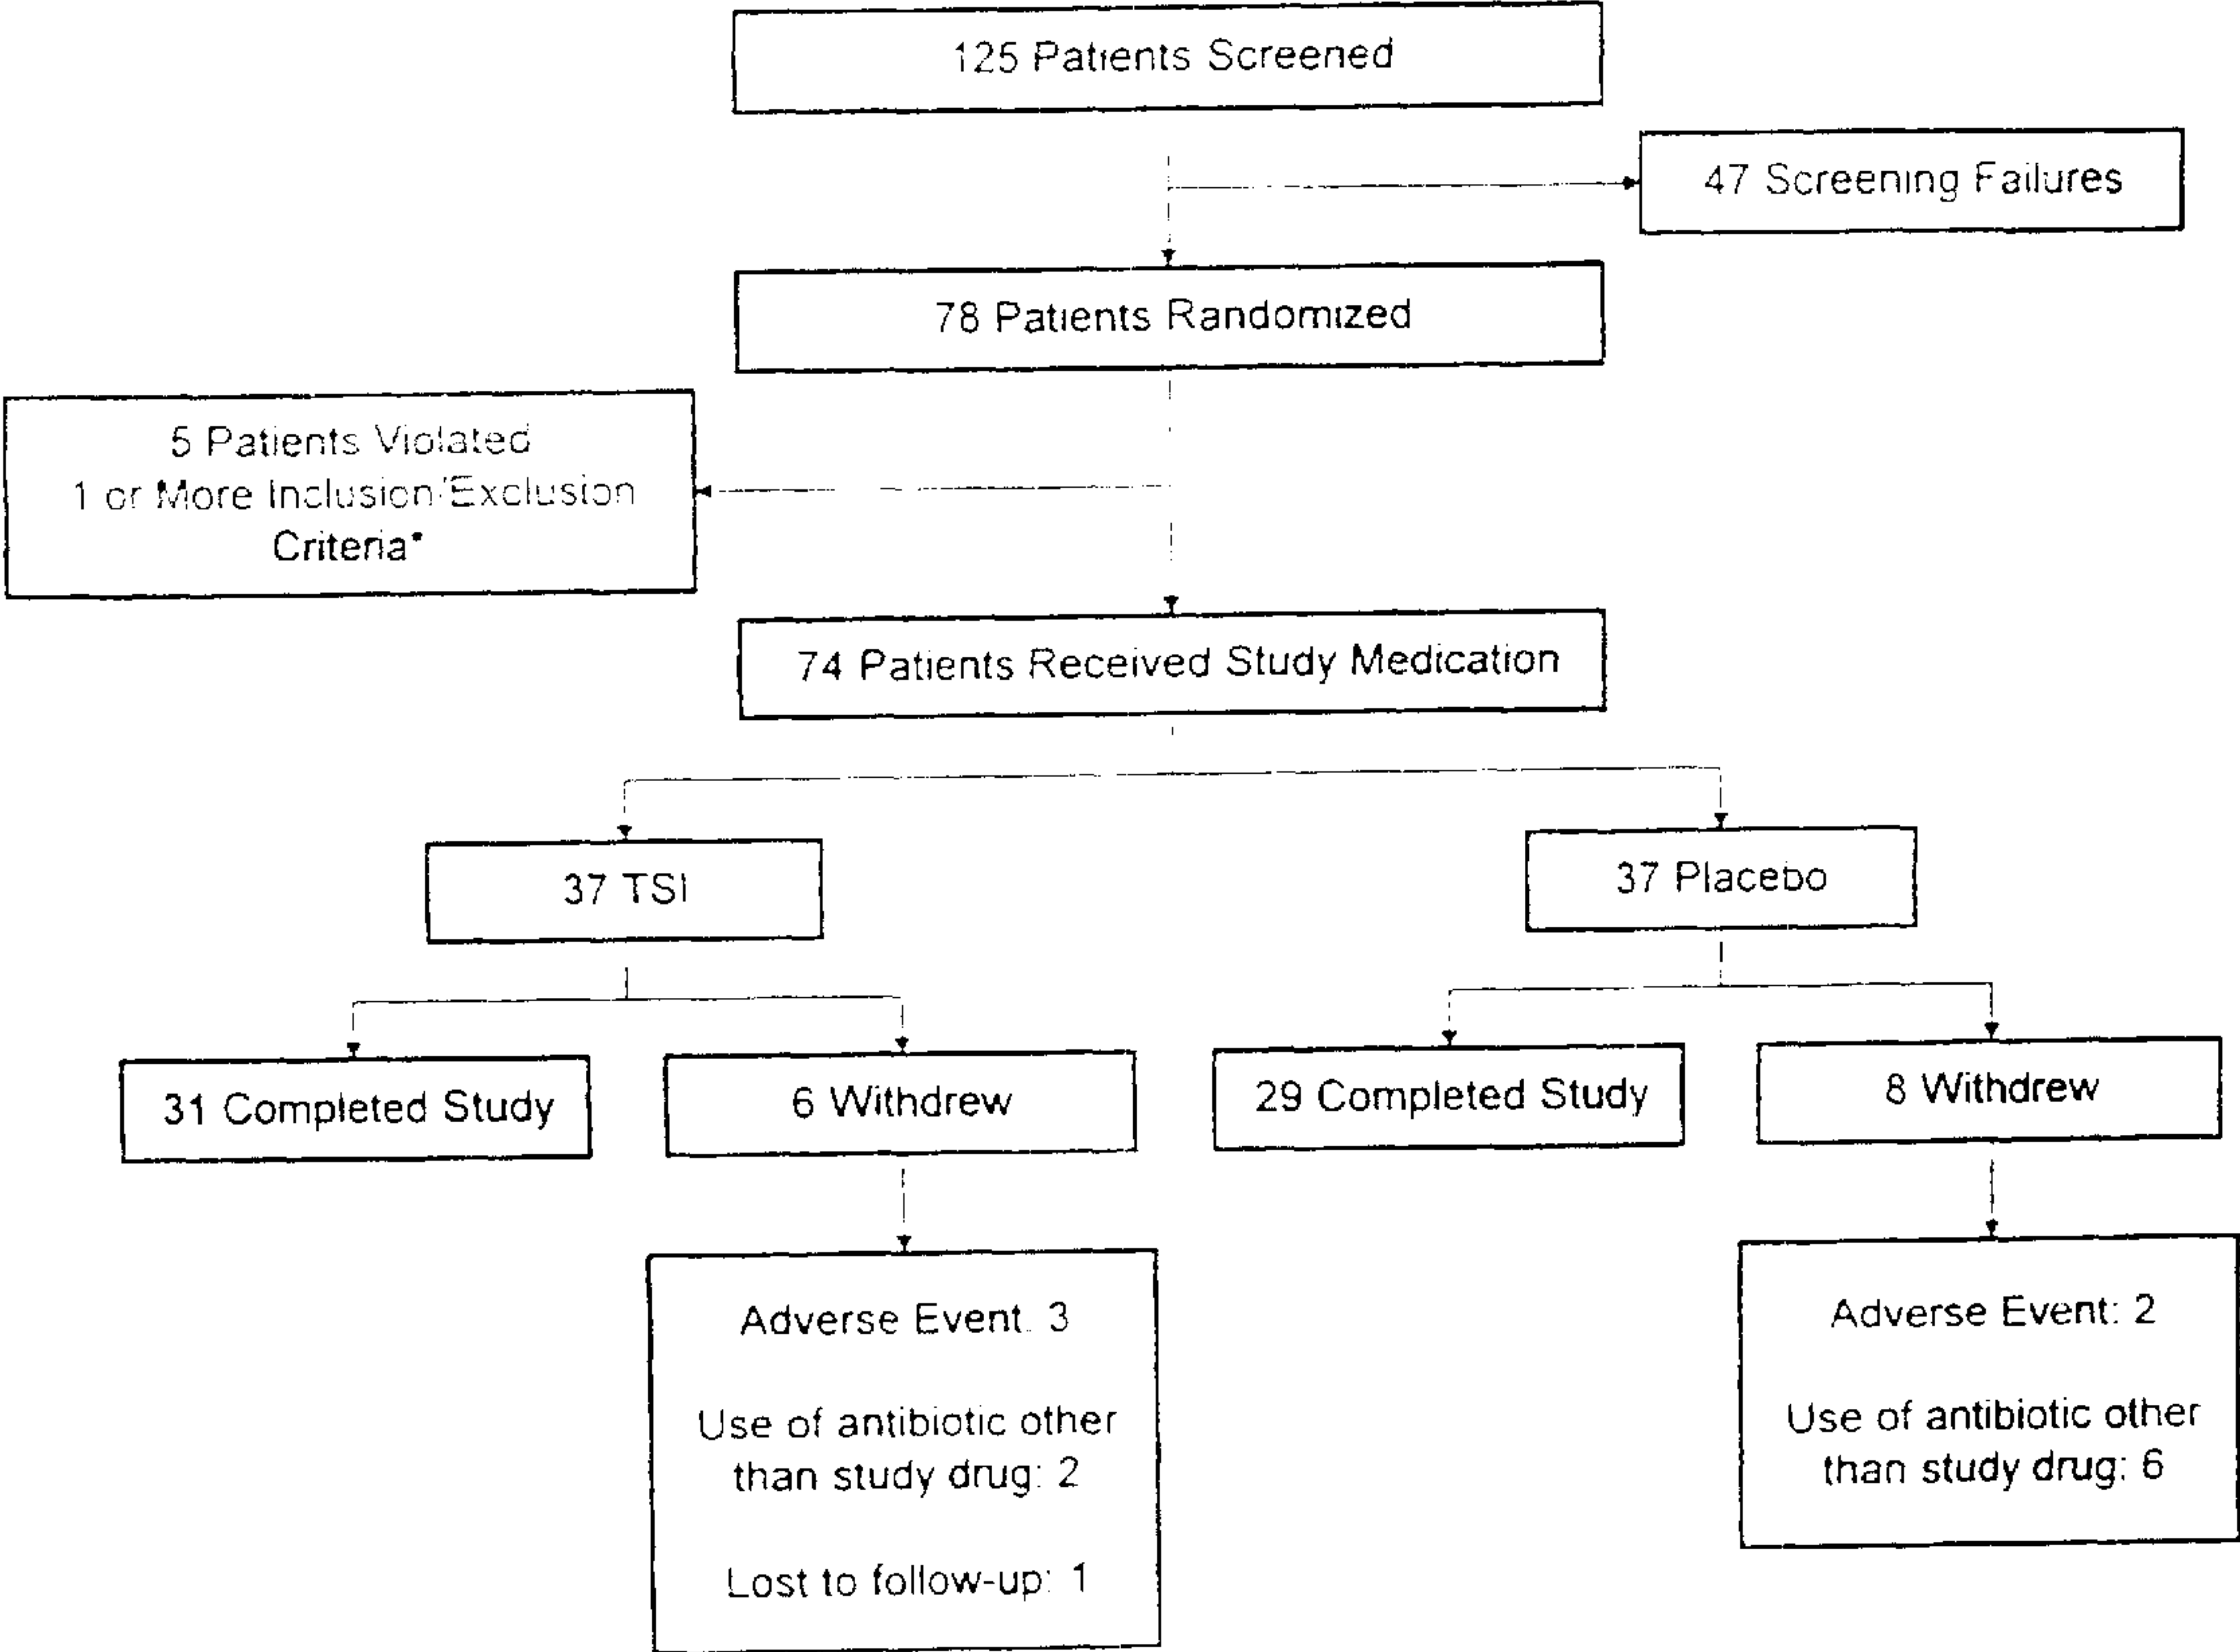 125 Patients Screened
47 Screening Failures
78 Patients Randomized
5 Patients Violated
1 or More Inclusion/Exclusion
Criteria*
74 Patients Received Study Medication
37 TSI
37 Placebo
31 Completed Study
6 Withdrew
29 Completed Study
8 Withdrew
Adverse Event: 3
Use of antibiotic other
than study drug: 2
Lost to follow-up: 1
Adverse Event: 2
Use of antibiotic other
than study drug: 6